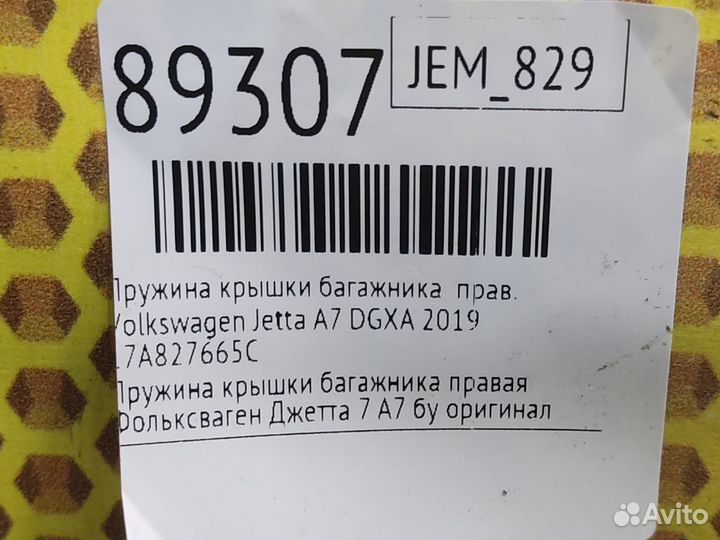 89307
JEM_829
Пружина крышки багажника прав.
Volkswagen Jetta A7 DGXA 2019
17A827665C
Пружина крышки багажника правая
Фольксваген Джетта 7 A7 бу оригинал
Avito